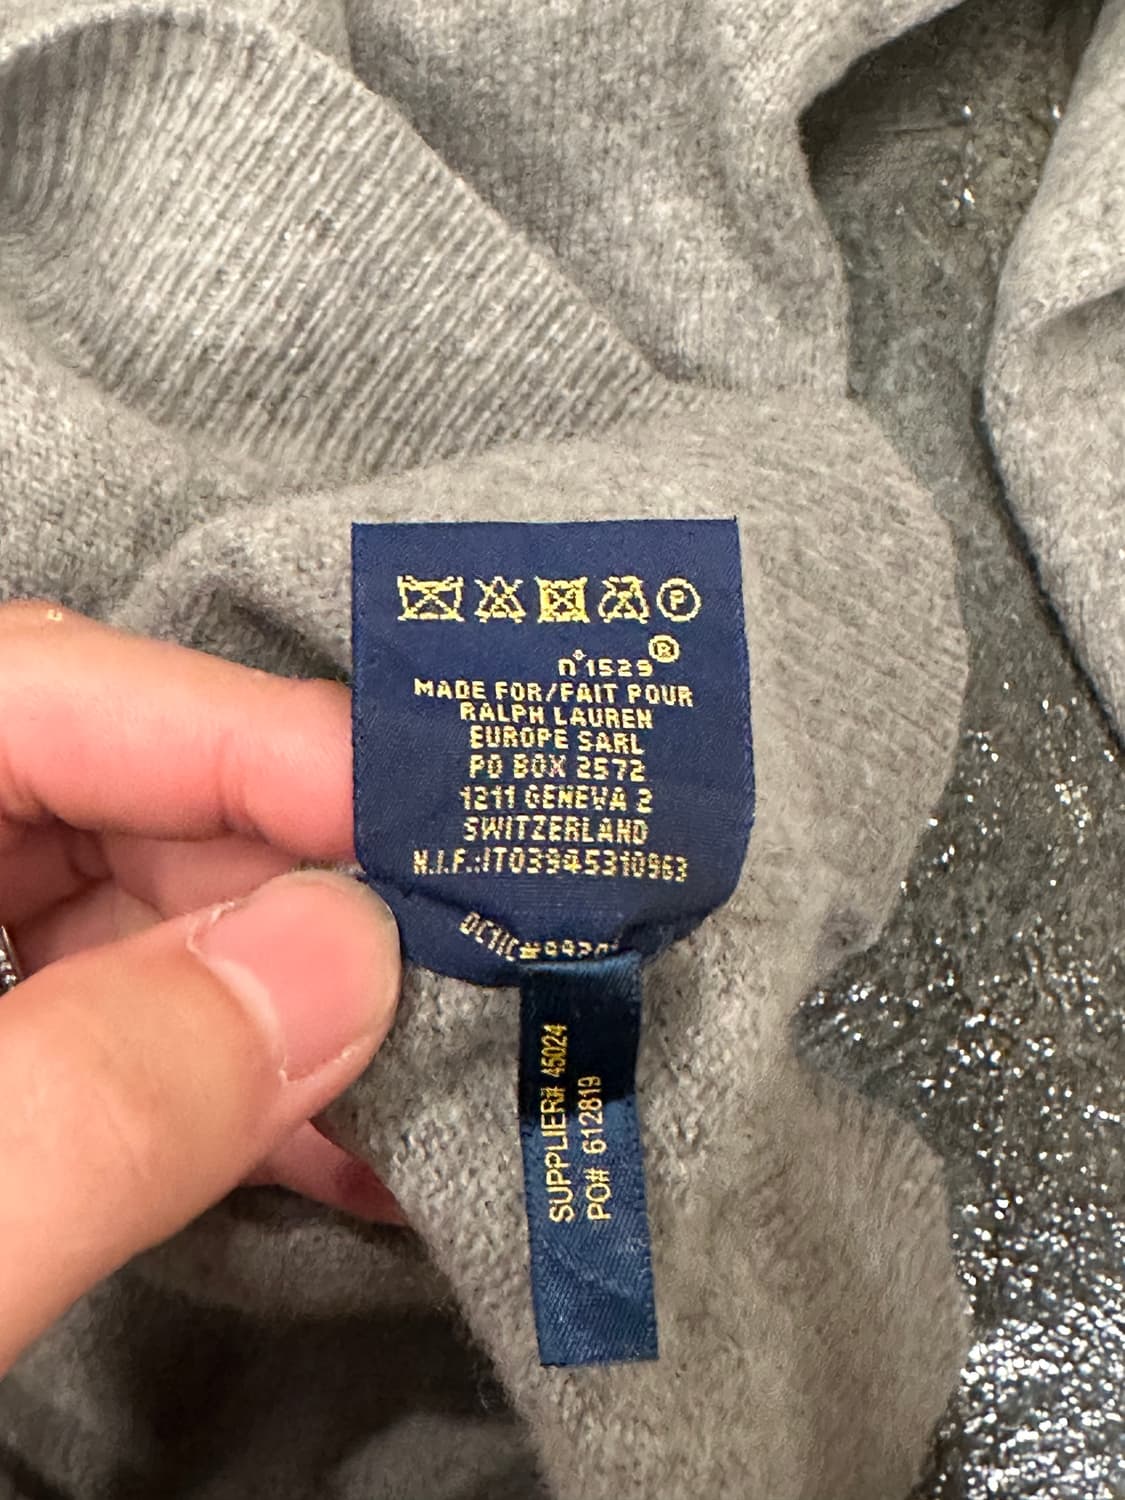 P
®
n°1529
MADE FOR/FAIT POUR
RALPH LAUREN
EUROPE SARL
PO BOX 2572
1211 GENEVA 2
SWITZERLAND
N.I.F.:IT03945310963
SUPPLIER# 45024
PO# 612819